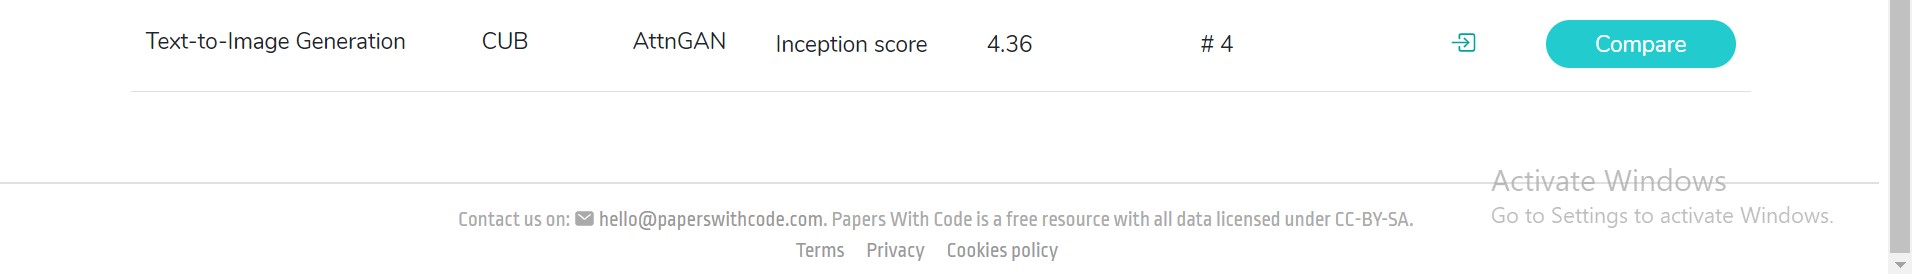 Text-to-Image Generation CUB AttnGAN Inception score 4.36 # 4 Compare
Activate Windows
Go to Settings to activate Windows.
Contact us on: hello@paperswithcode.com. Papers With Code is a free resource with all data licensed under CC-BY-SA.
Terms Privacy Cookies policy